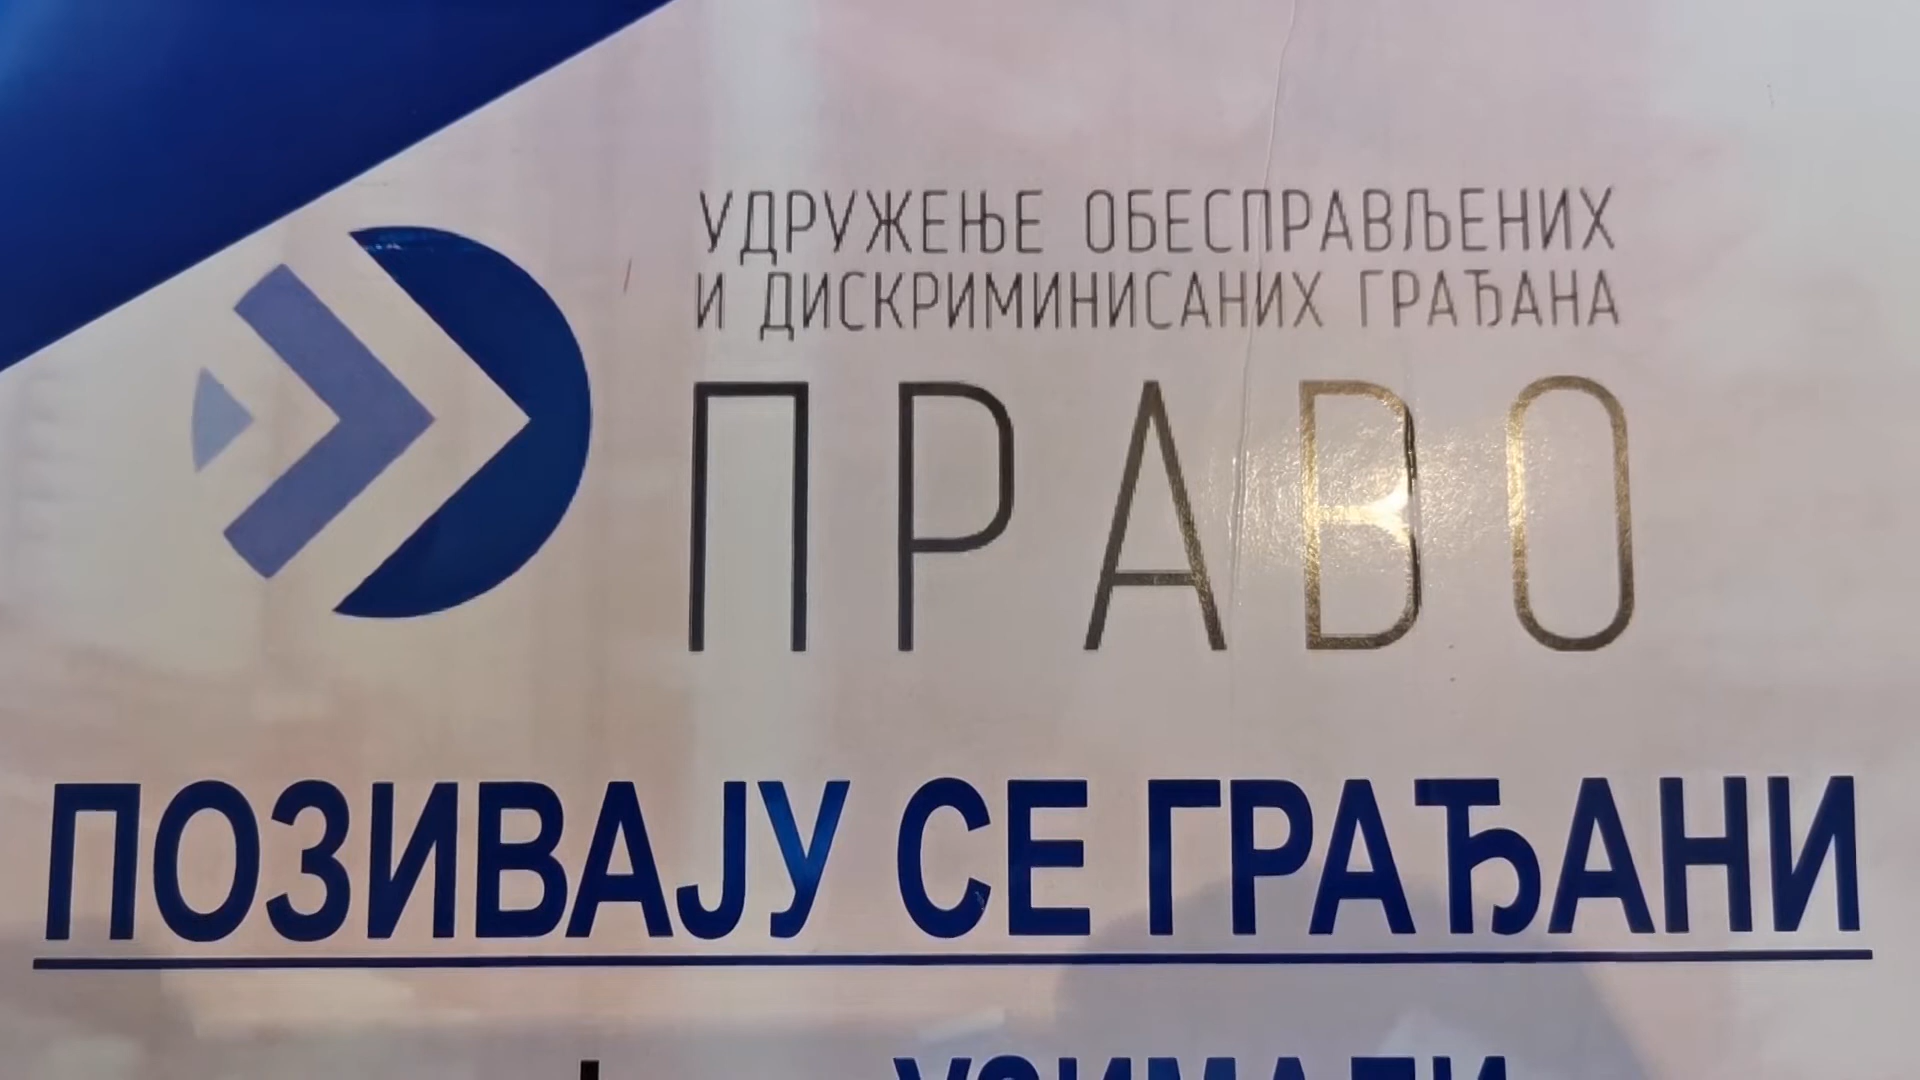 УДРУЖЕЊЕ ОБЕСПРАВЉЕНИХ
И ДИСКРИМИНИСАНИХ ГРАЂАНА
ПРАВО
ПОЗИВАЈУ СЕ ГРАЂАНИ